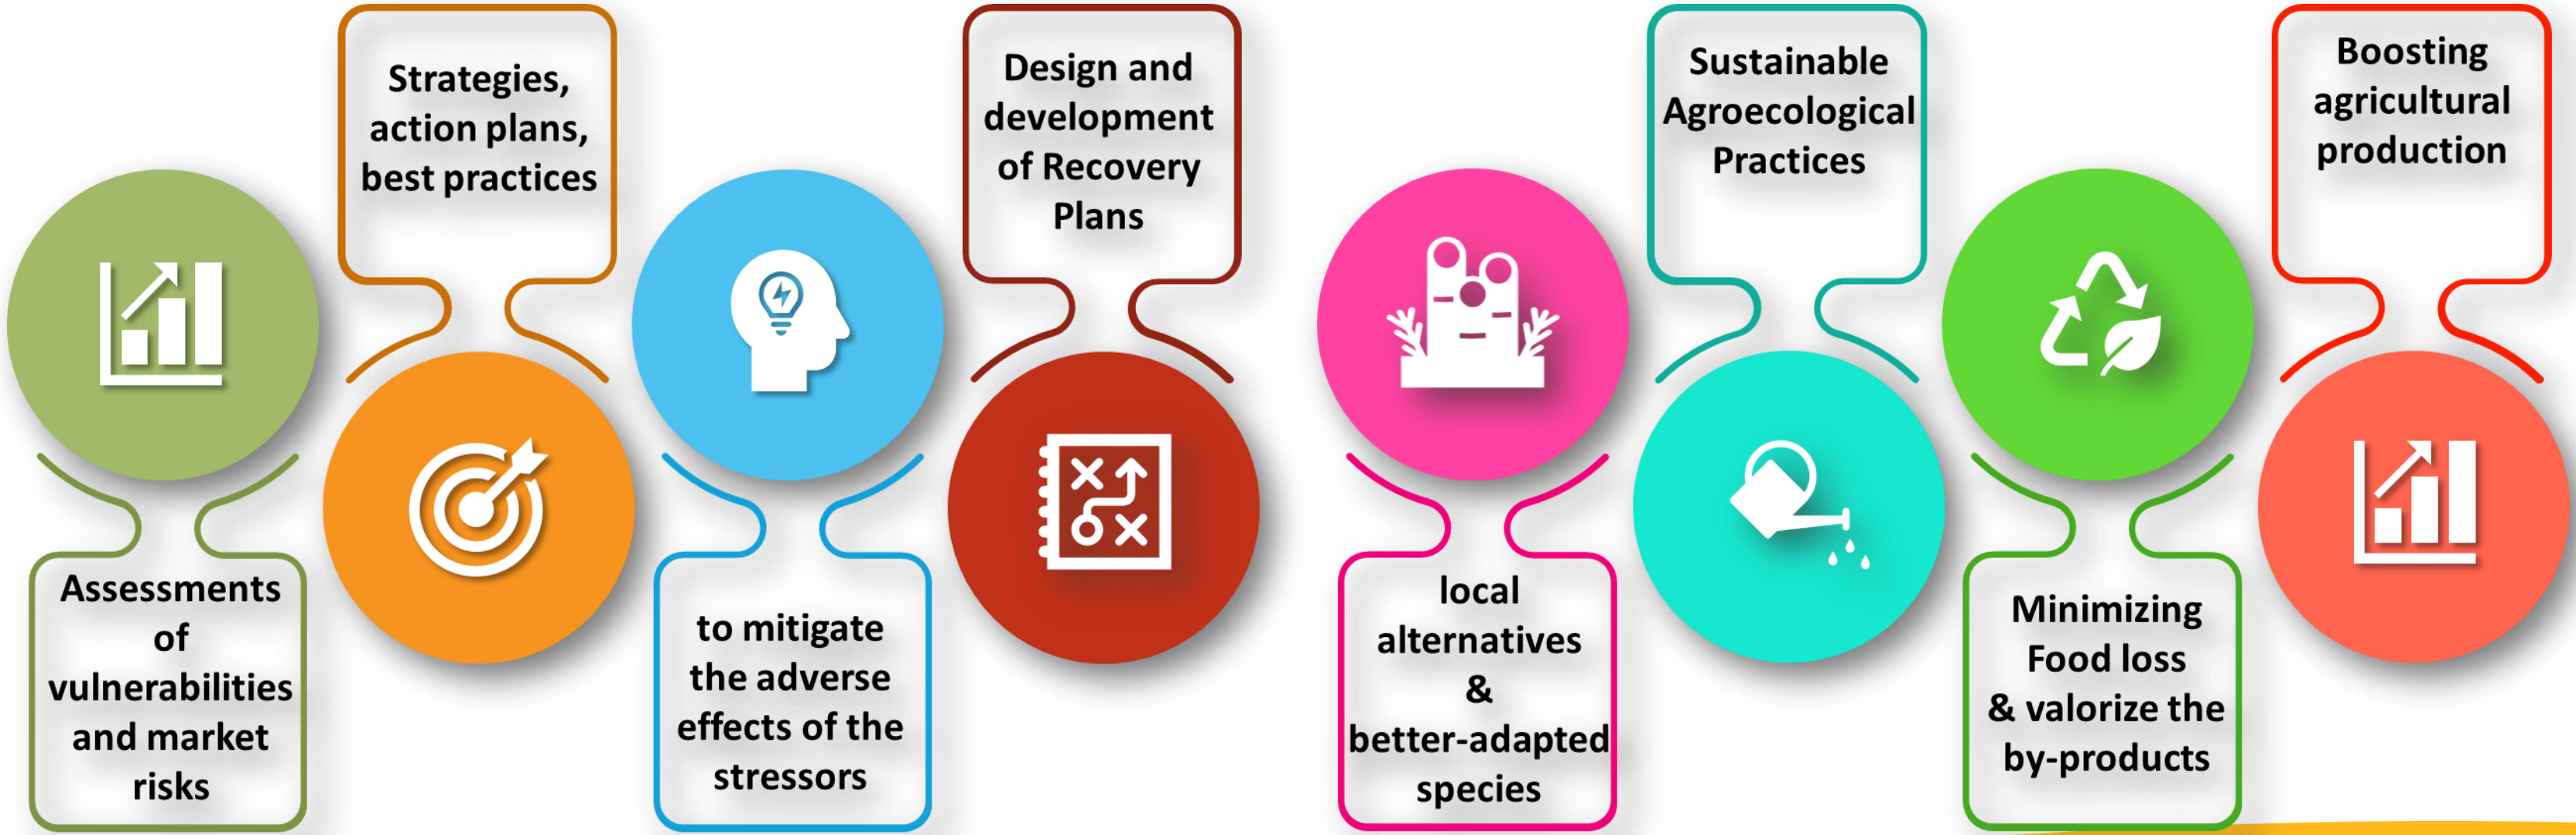 Assessments
of
vulnerabilities
and market
risks
Strategies,
action plans,
best practices
to mitigate
the adverse
effects of the
stressors
Design and
development
of Recovery
Plans
local
alternatives
&
better-adapted
species
Sustainable
Agroecological
Practices
Minimizing
Food loss
& valorize the
by-products
Boosting
agricultural
production